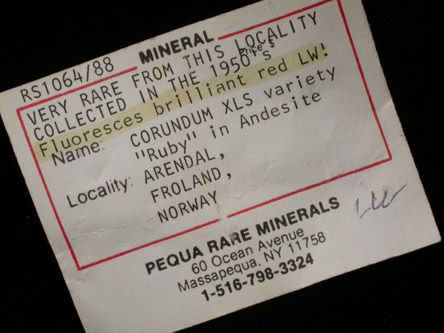 RS1064/88
MINERAL
VERY RARE FROM THIS LOCALITY
COLLECTED IN THE 1950's
Fluoresces brilliant red LW!
Name: CORUNDUM XLS variety
"Ruby" in Andesite
Locality: ARENDAL,
FROLAND,
NORWAY
PEQUA RARE MINERALS
60 Ocean Avenue
Massapequa, NY 11758
1-516-798-3324